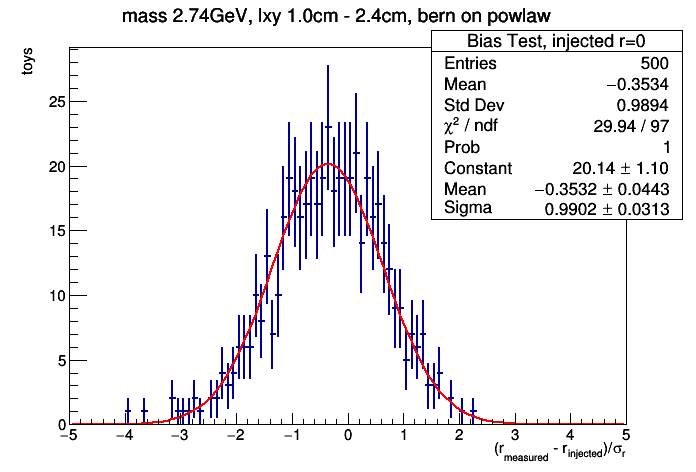 mass 2.74GeV, lxy 1.0cm - 2.4cm, bern on powlaw
Bias Test, injected r=0
Entries 500
Mean −0.3534
Std Dev 0.9894
χ² / ndf 29.94 / 97
Prob 1
Constant 20.14 ± 1.10
Mean −0.3532 ± 0.0443
Sigma 0.9902 ± 0.0313
toys
25
20
15
10
5
0
−5 −4 −3 −2 −1 0 1 2 3 4 5
(r_measured - r_injected)/σ_r